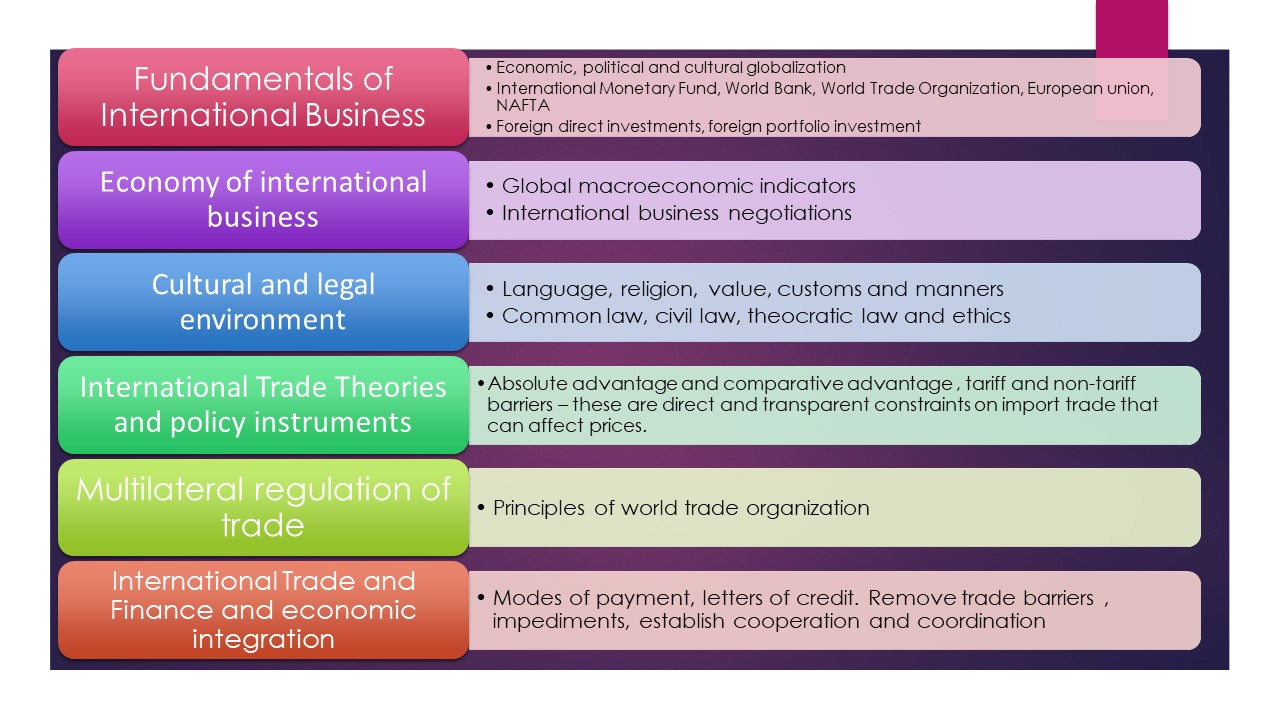 Fundamentals of
International Business
• Economic, political and cultural globalization
• International Monetary Fund, World Bank, World Trade Organization, European union,
NAFTA
• Foreign direct investments, foreign portfolio investment
Economy of international
business
• Global macroeconomic indicators
• International business negotiations
Cultural and legal
environment
• Language, religion, value, customs and manners
• Common law, civil law, theocratic law and ethics
International Trade Theories
and policy instruments
• Absolute advantage and comparative advantage , tariff and non-tariff
barriers – these are direct and transparent constraints on import trade that
can affect prices.
Multilateral regulation of
trade
• Principles of world trade organization
International Trade and
Finance and economic
integration
• Modes of payment, letters of credit. Remove trade barriers ,
impediments, establish cooperation and coordination